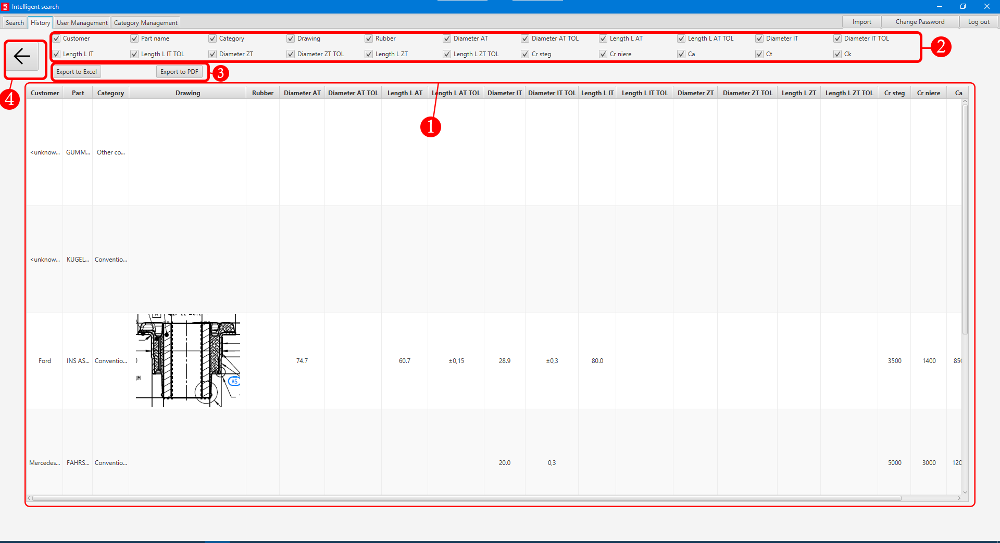 Intelligent search
Search History User Management Category Management Import Change Password Log out
Customer Part name Category Drawing Rubber Diameter AT Diameter AT TOL Length L AT Length L AT TOL Diameter IT Diameter IT TOL
Length L IT Length L IT TOL Diameter ZT Diameter ZT TOL Length L ZT Length L ZT TOL Cr steg Cr niere Ca Ct Ck
2
Export to Excel Export to PDF
3
4
Customer Part Category Drawing Rubber Diameter AT Diameter AT TOL Length L AT Length L AT TOL Diameter IT Diameter IT TOL Length L IT Length L IT TOL Diameter ZT Diameter ZT TOL Length L ZT Length L ZT TOL Cr steg Cr niere Ca
1
<unknow... GUMM... Other co...
<unknow... KUGEL... Conventio...
Ford INS AS... Conventio... 74.7 60.7 ±0,15 28.9 ±0,3 80.0 3500 1400 850
A5
Mercedes... FAHRS... Conventio... 20.0 0,3 5000 3000 120